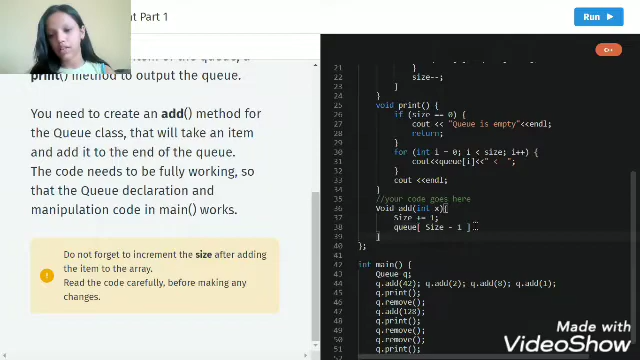 nt Part 1
Run
item of the queue, a
print() method to output the queue.
You need to create an add() method for
the Queue class, that will take an item
and add it to the end of the queue.
The code needs to be fully working, so
that the Queue declaration and
manipulation code in main() works.
Do not forget to increment the size after adding
the item to the array.
Read the code carefully, before making any
changes.
C++
21 }
22 size--;
23 }
24 }
25 void print() {
26 if (size == 0) {
27 cout << "Queue is empty"<<endl;
28 return;
29 }
30 for (int i = 0; i < size; i++) {
31 cout<<queue[i]<<" < ";
32 }
33 cout <<endl;
34 }
35 //your code goes here
36 Void add(int x){
37 Size += 1;
38 queue[ Size - 1 ]
39 }
40 };
41
42 int main() {
43 Queue q;
44 q.add(42); q.add(2); q.add(8); q.add(1);
45 q.print();
46 q.remove();
47 q.add(128);
48 q.print();
49 q.remove();
50 q.remove();
51 q.print();
Made with
VideoShow